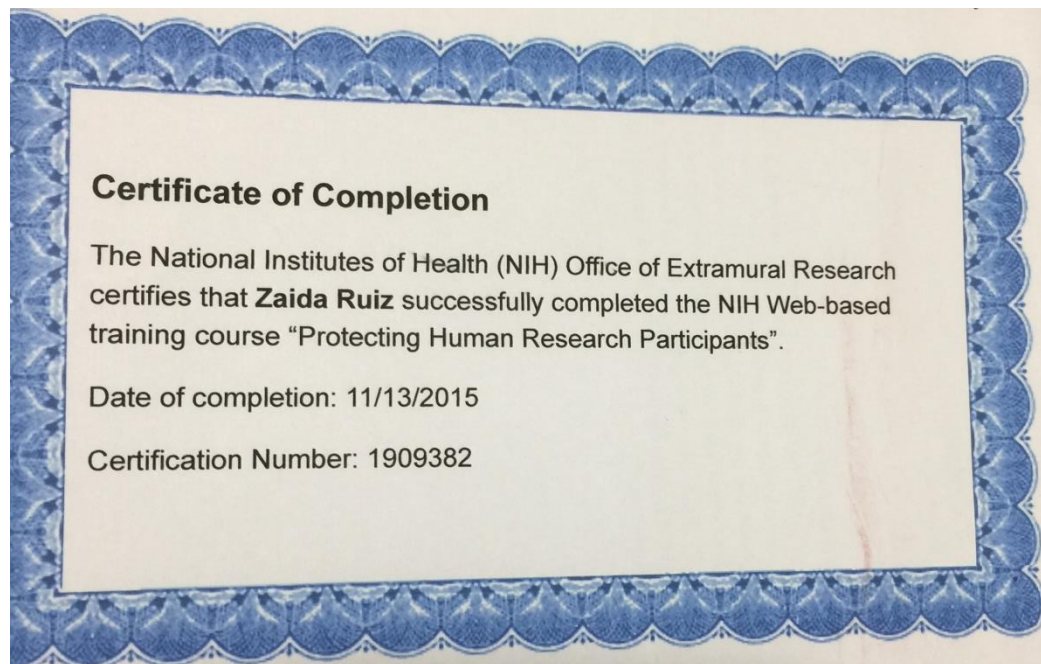 Certificate of Completion
The National Institutes of Health (NIH) Office of Extramural Research
certifies that Zaida Ruiz successfully completed the NIH Web-based
training course “Protecting Human Research Participants”.
Date of completion: 11/13/2015
Certification Number: 1909382